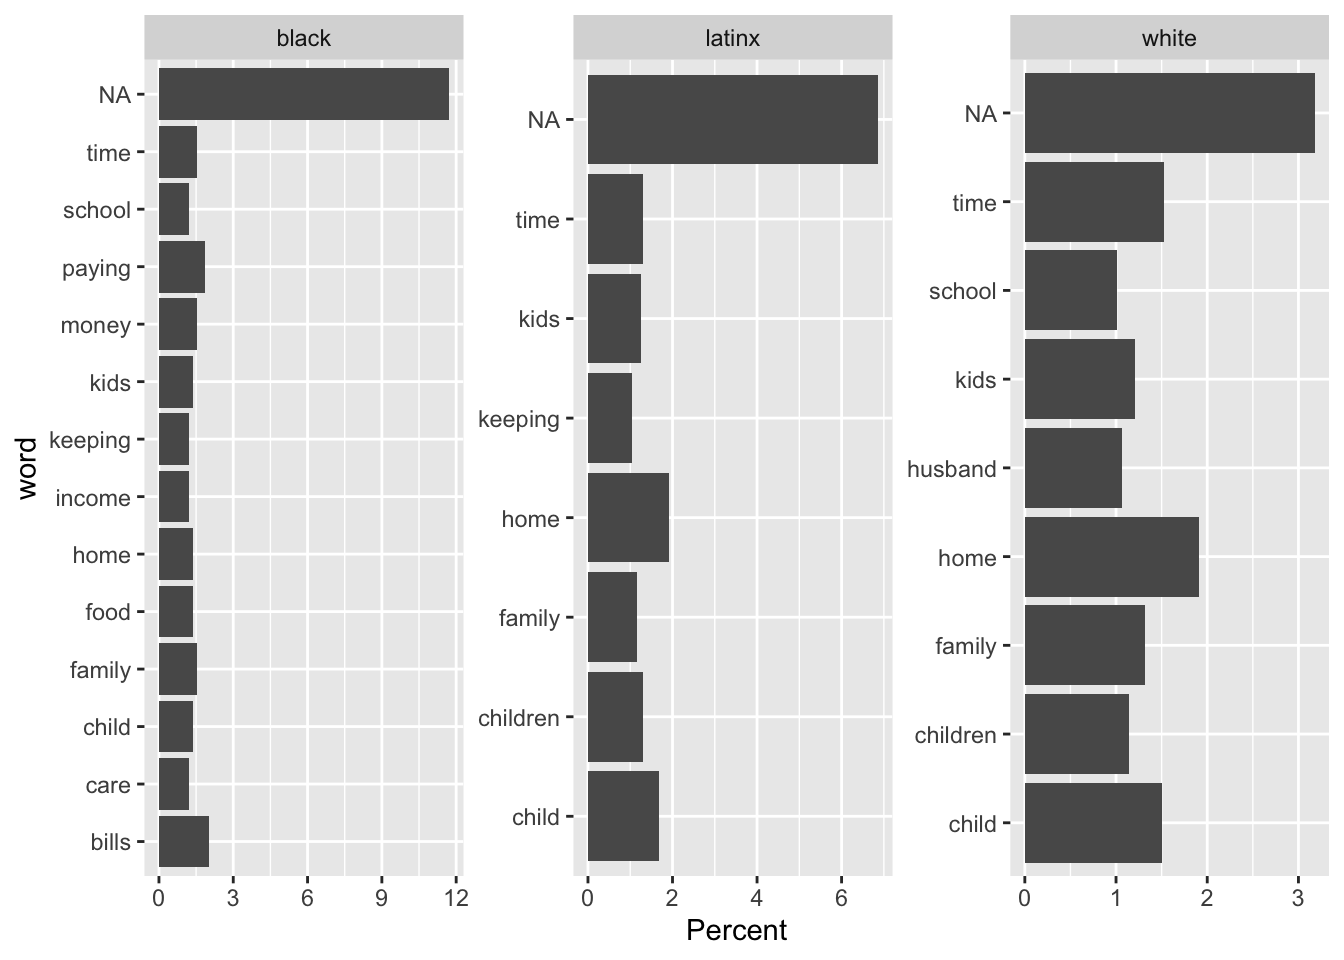 black
latinx
white
word
NA
time
school
paying
money
kids
keeping
income
home
food
family
child
care
bills
0 3 6 9 12
NA
time
kids
keeping
home
family
children
child
0 2 4 6
NA
time
school
kids
husband
home
family
children
child
0 1 2 3
Percent